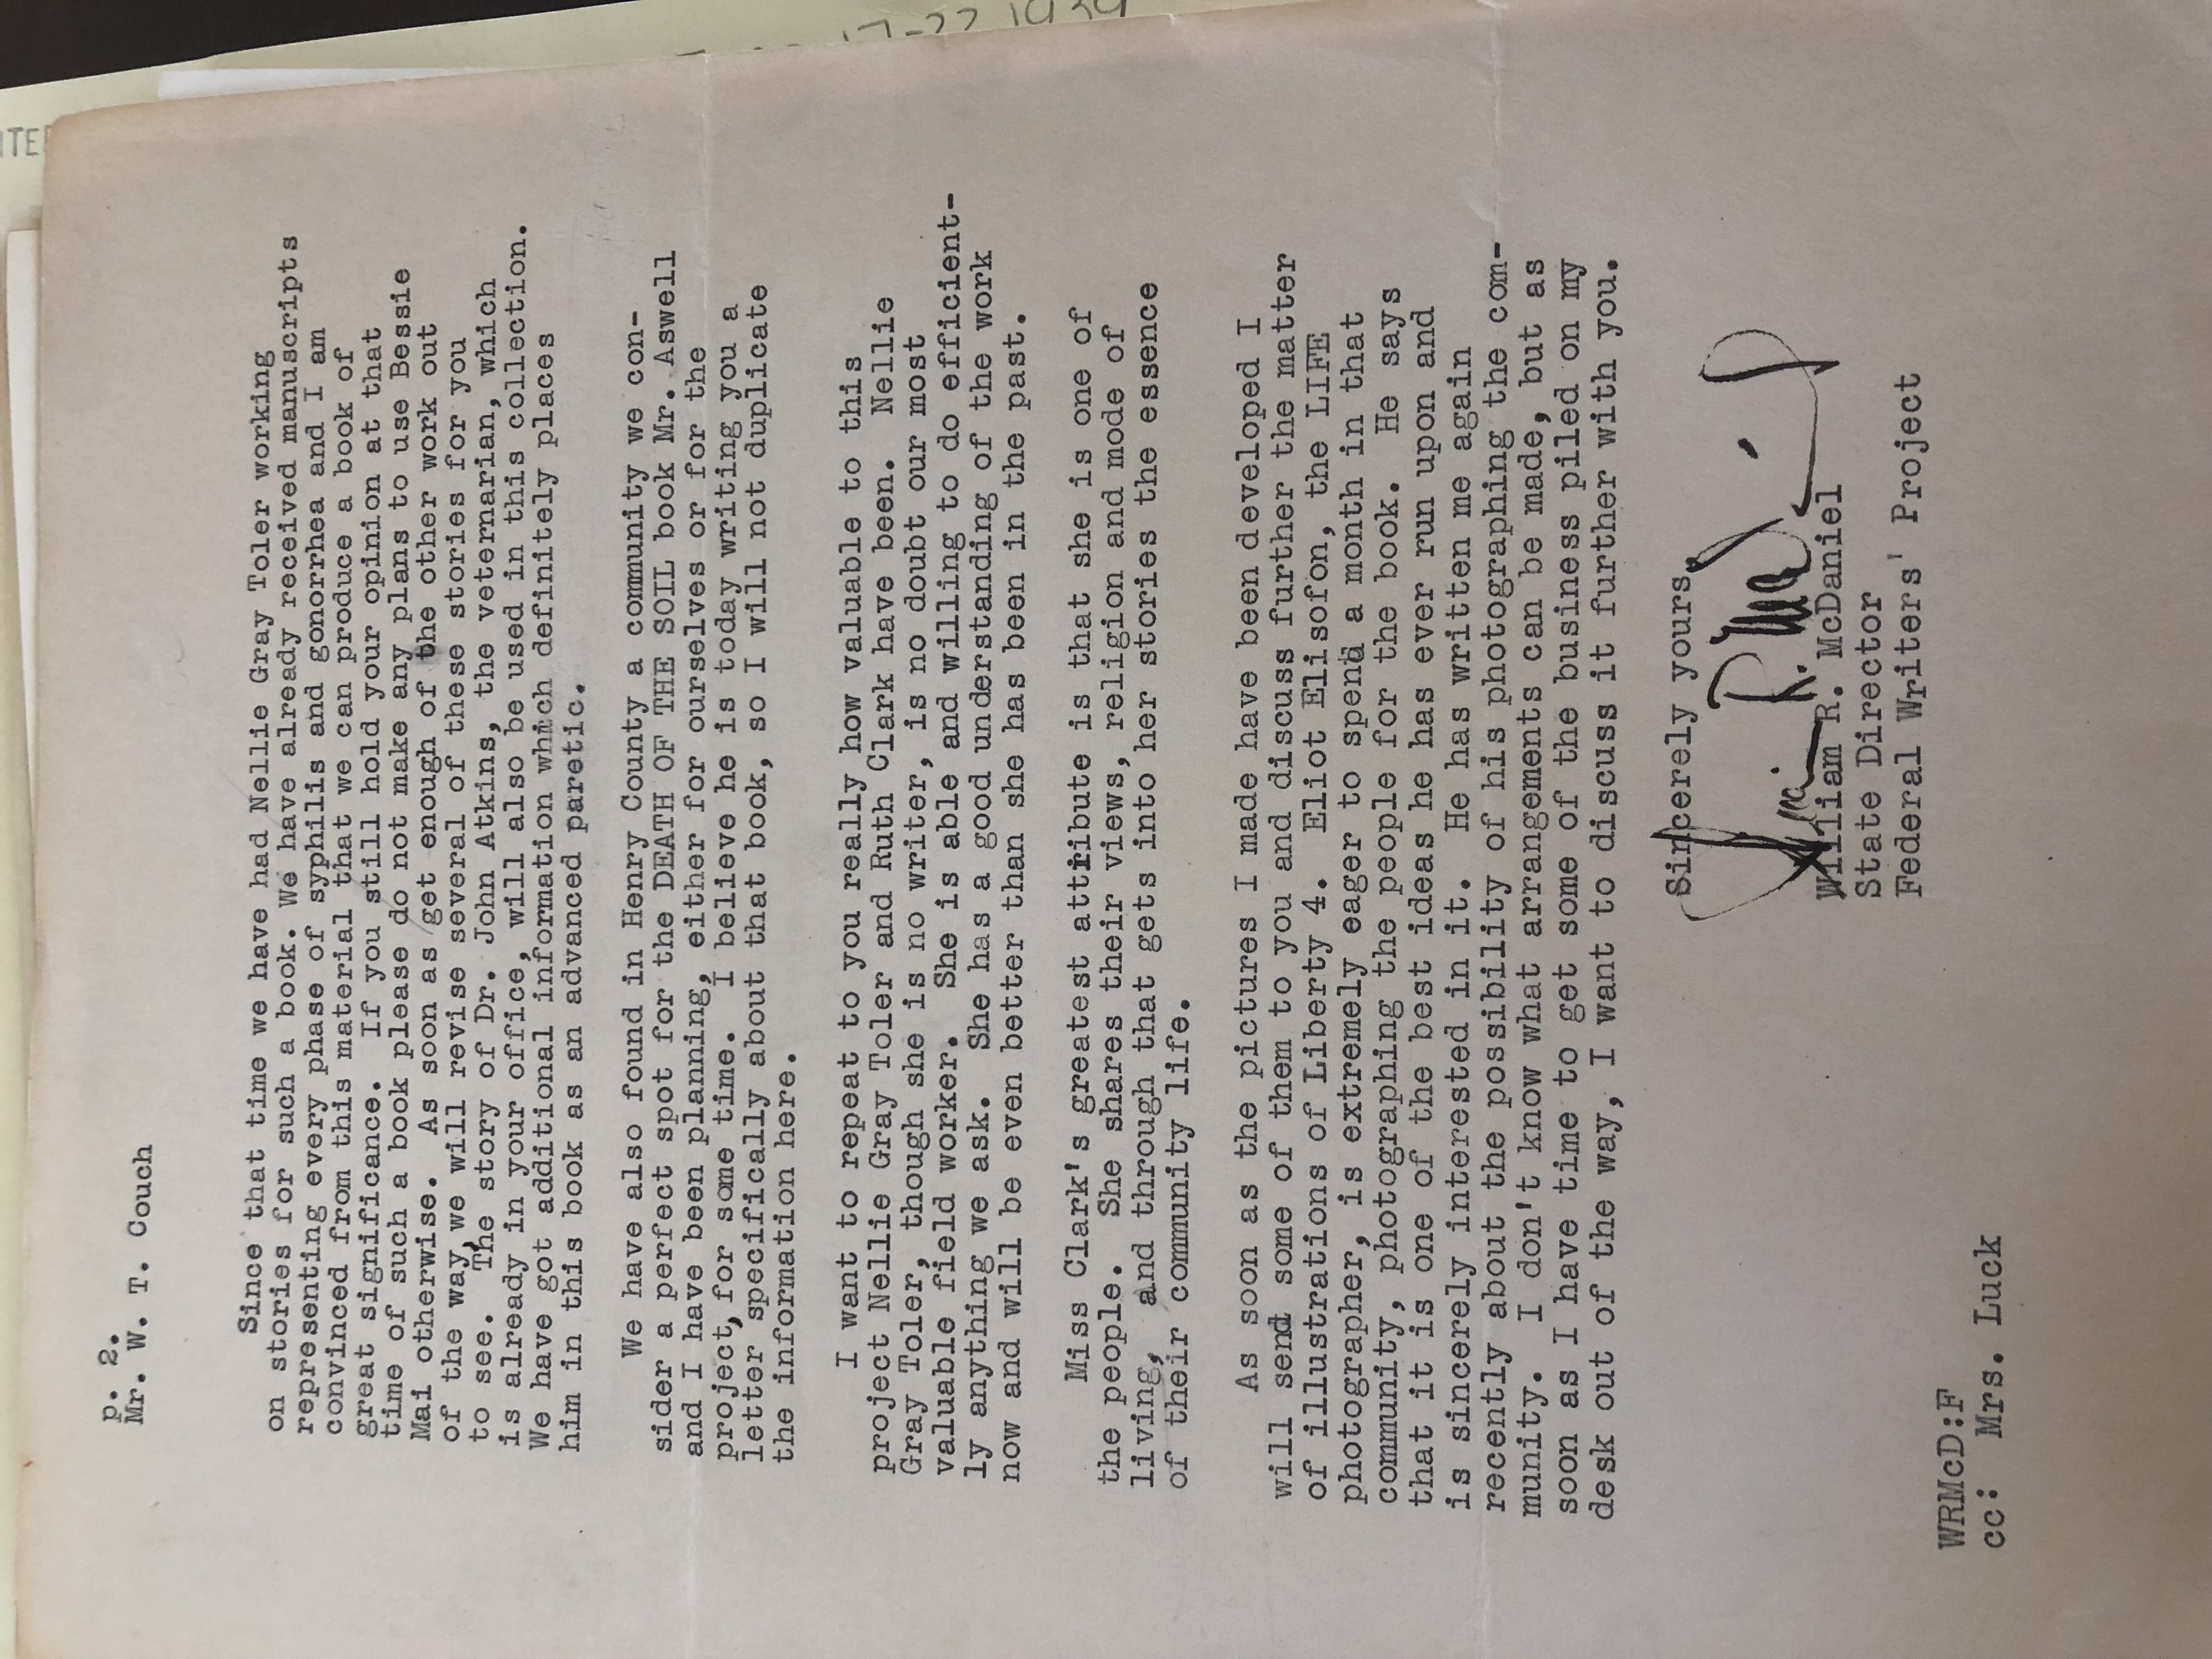 p. 2.
Mr. W. T. Couch
Since that time we have had Nellie Gray Toler working
on stories for such a book. We have already received manuscripts
representing every phase of syphilis and gonorrhea and I am
convinced from this material that we can produce a book of
great significance. If you still hold your opinion at that
time of such a book please do not make any plans to use Bessie
Mai otherwise. As soon as get enough of the other work out
of the way, we will revise several of these stories for you
to see. The story of Dr. John Atkins, the veternarian, which
is already in your office, will also be used in this collection.
We have got additional information which definitely places
him in this book as an advanced paretic.
We have also found in Henry County a community we con-
sider a perfect spot for the DEATH OF THE SOIL book Mr. Aswell
and I have been planning, either for ourselves or for the
project, for some time. I believe he is today writing you a
letter specifically about that book, so I will not duplicate
the information here.
I want to repeat to you really how valuable to this
project Nellie Gray Toler and Ruth Clark have been. Nellie
Gray Toler, though she is no writer, is no doubt our most
valuable field worker. She is able and willing to do efficient-
ly anything we ask. She has a good understanding of the work
now and will be even better than she has been in the past.
Miss Clark's greatest attribute is that she is one of
the people. She shares their views, religion and mode of
living, and through that gets into her stories the essence
of their community life.
As soon as the pictures I made have been developed I
will send some of them to you and discuss further the matter
of illustrations of Liberty 4. Eliot Elisofon, the LIFE
photographer, is extremely eager to spend a month in that
community, photographing the people for the book. He says
that it is one of the best ideas he has ever run upon and
is sincerely interested in it. He has written me again
recently about the possibility of his photographing the com-
munity. I don't know what arrangements can be made, but as
soon as I have time to get some of the business piled on my
desk out of the way, I want to discuss it further with you.
Sincerely yours,
William R. McDaniel
State Director
Federal Writers' Project
WRMcD:F
cc: Mrs. Luck